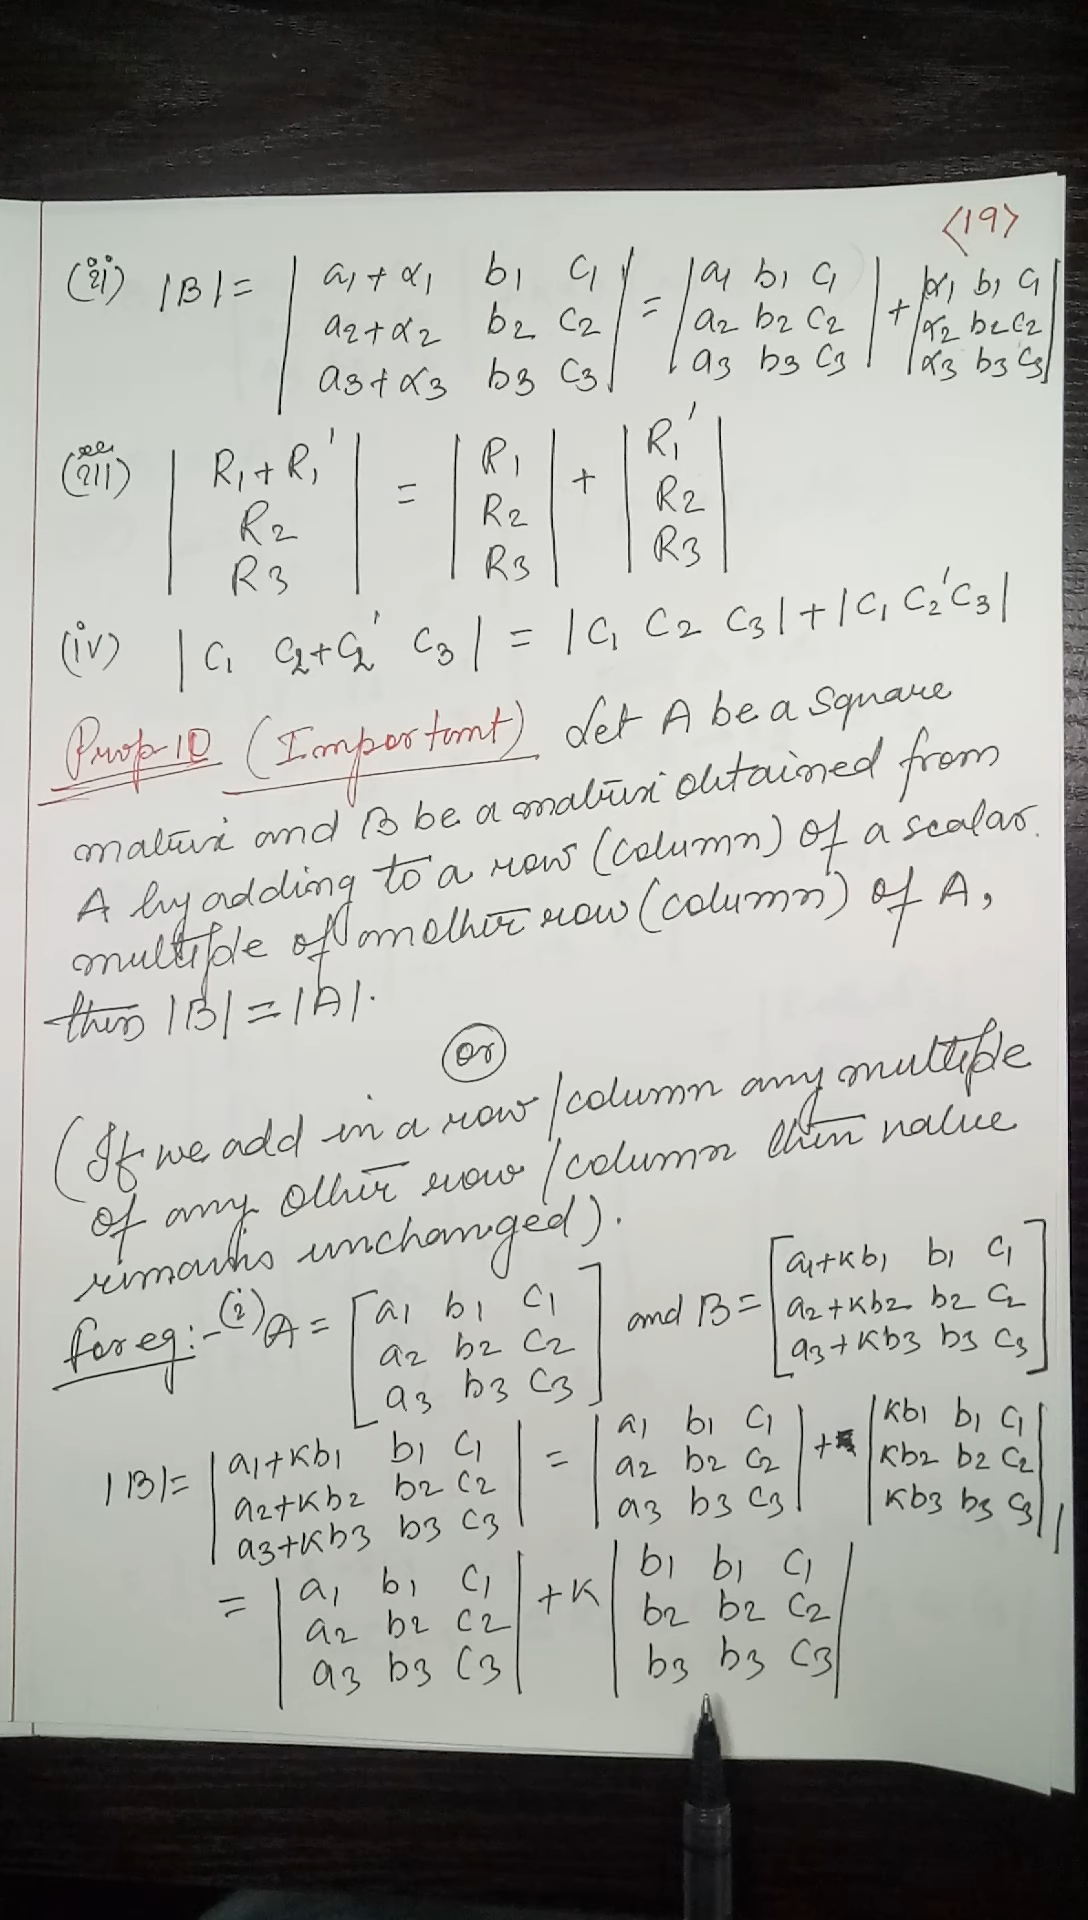 <19>
(ii) |B| = | a1+α1 b1 c1 | = | a1 b1 c1 | + | α1 b1 c1 |
| a2+α2 b2 c2 | | a2 b2 c2 | | α2 b2 c2 |
| a3+α3 b3 c3 | | a3 b3 c3 | | α3 b3 c3 |
(iii) | R1+R1' | = | R1 | + | R1' |
| R2 | | R2 | | R2 |
| R3 | | R3 | | R3 |
(iv) | C1 C2+C2' C3 | = | C1 C2 C3 | + | C1 C2' C3 |
Prop 10 (Important) Let A be a square
matrix and B be a matrix obtained from
A by adding to a row (column) of a scalar
multiple of another row (column) of A,
then |B| = |A|.
(or)
(If we add in a row/column any multiple
of any other row/column then value
remains unchanged).
for eg:- (i) A = [ a1 b1 c1 ] and B = [ a1+Kb1 b1 c1 ]
[ a2 b2 c2 ] [ a2+Kb2 b2 c2 ]
[ a3 b3 c3 ] [ a3+Kb3 b3 c3 ]
|B| = | a1+Kb1 b1 c1 | = | a1 b1 c1 | + | Kb1 b1 c1 |
| a2+Kb2 b2 c2 | | a2 b2 c2 | | Kb2 b2 c2 |
| a3+Kb3 b3 c3 | | a3 b3 c3 | | Kb3 b3 c3 |
= | a1 b1 c1 | + K | b1 b1 c1 |
| a2 b2 c2 | | b2 b2 c2 |
| a3 b3 c3 | | b3 b3 c3 |